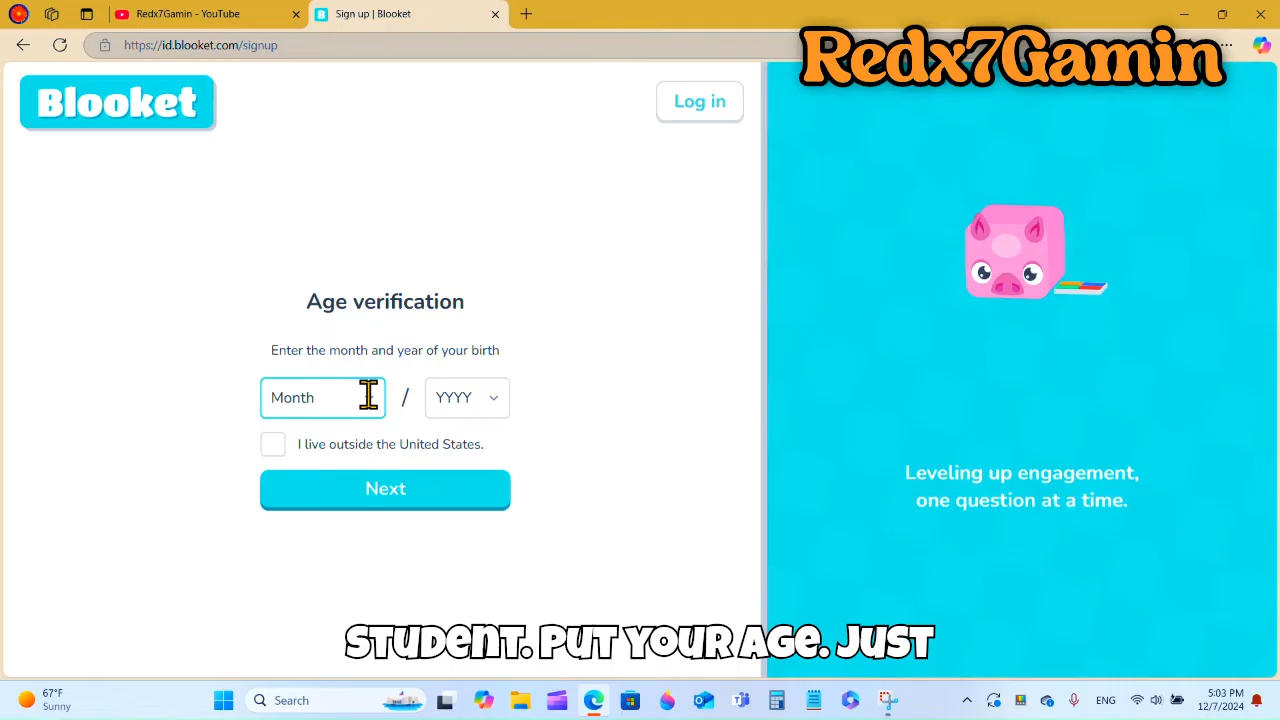 Redx7Gamin - YouTube
Sign up | Blooket
https://id.blooket.com/signup
Redx7Gamin
Blooket
Log in
Age verification
Enter the month and year of your birth
Month / YYYY
I live outside the United States.
Next
Leveling up engagement,
one question at a time.
STUDENT. PUT YOUR AGE. JUST
67°F
Sunny
Search
ENG
5:03 PM
12/7/2024